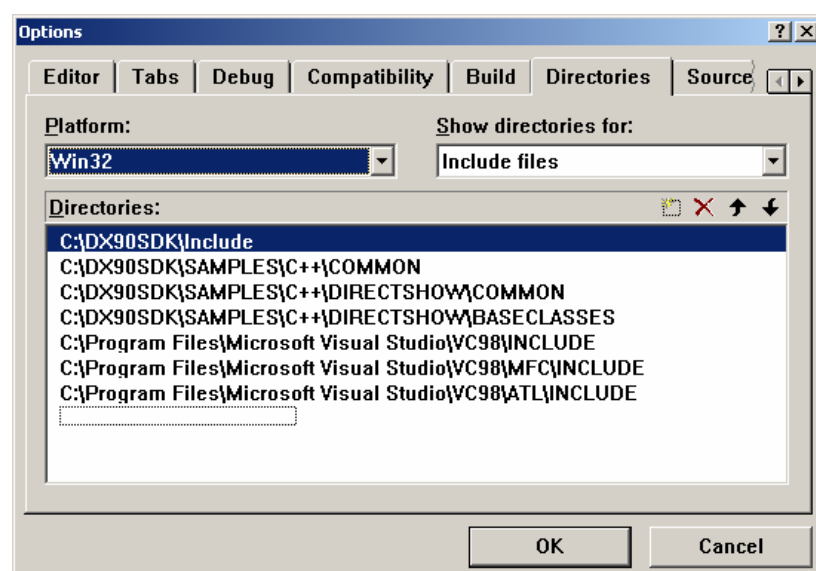 Options
Editor Tabs Debug Compatibility Build Directories Source
Platform: Show directories for:
Win32 Include files
Directories:
C:\DX90SDK\Include
C:\DX90SDK\SAMPLES\C++\COMMON
C:\DX90SDK\SAMPLES\C++\DIRECTSHOW\COMMON
C:\DX90SDK\SAMPLES\C++\DIRECTSHOW\BASECLASSES
C:\Program Files\Microsoft Visual Studio\VC98\INCLUDE
C:\Program Files\Microsoft Visual Studio\VC98\MFC\INCLUDE
C:\Program Files\Microsoft Visual Studio\VC98\ATL\INCLUDE
OK Cancel